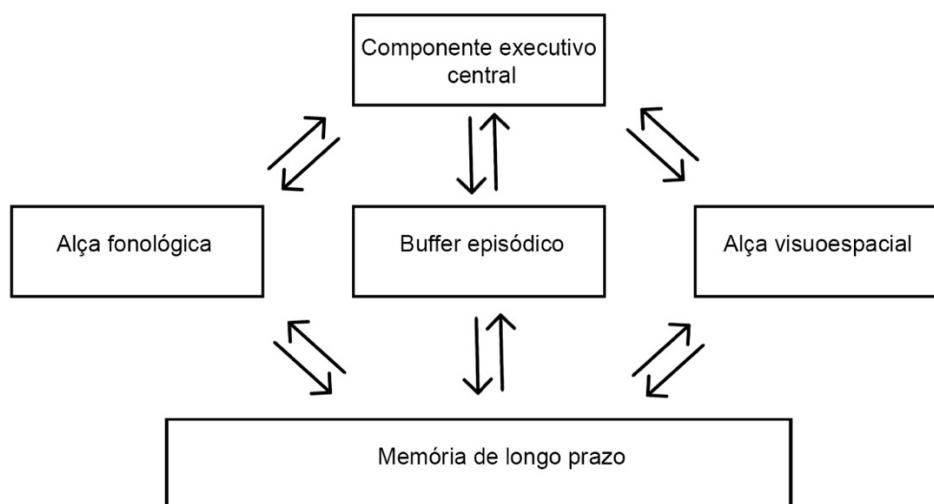 Componente executivo
central
Alça fonológica
Buffer episódico
Alça visuoespacial
Memória de longo prazo